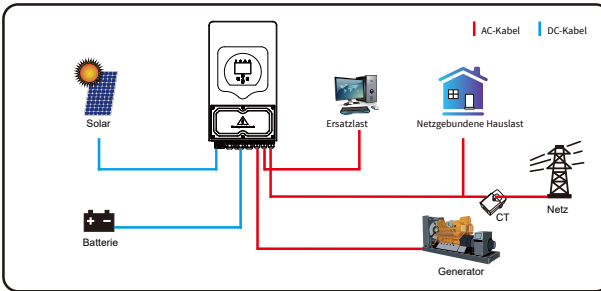 AC-Kabel
DC-Kabel
Solar
Ersatzlast
Netzgebundene Hauslast
CT
Netz
Batterie
Generator